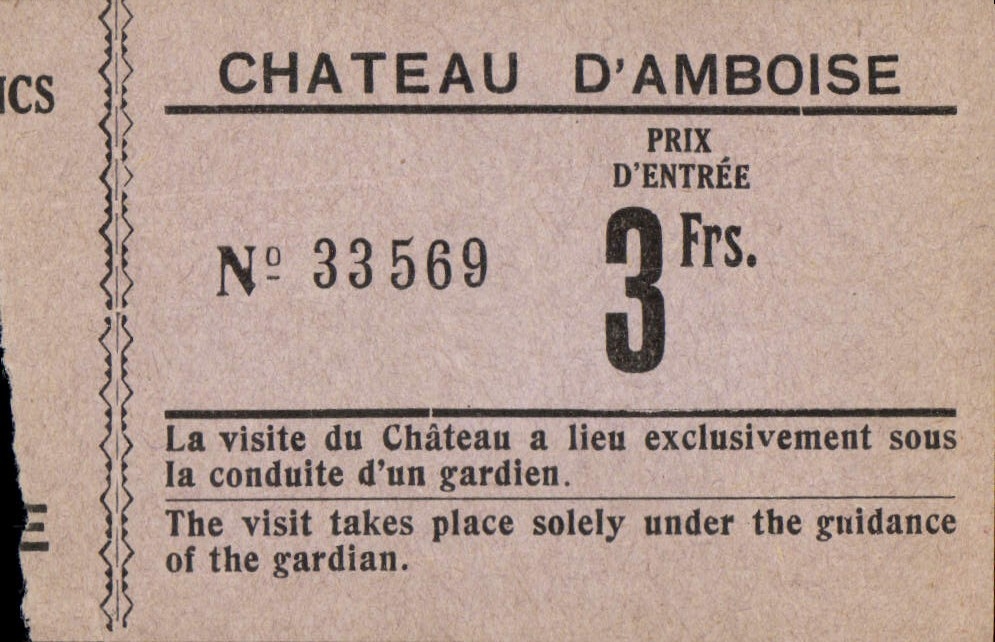 CHATEAU D'AMBOISE
PRIX
D'ENTRÉE
Nº 33569
3 Frs.
La visite du Château a lieu exclusivement sous
la conduite d'un gardien.
The visit takes place solely under the guidance
of the gardian.